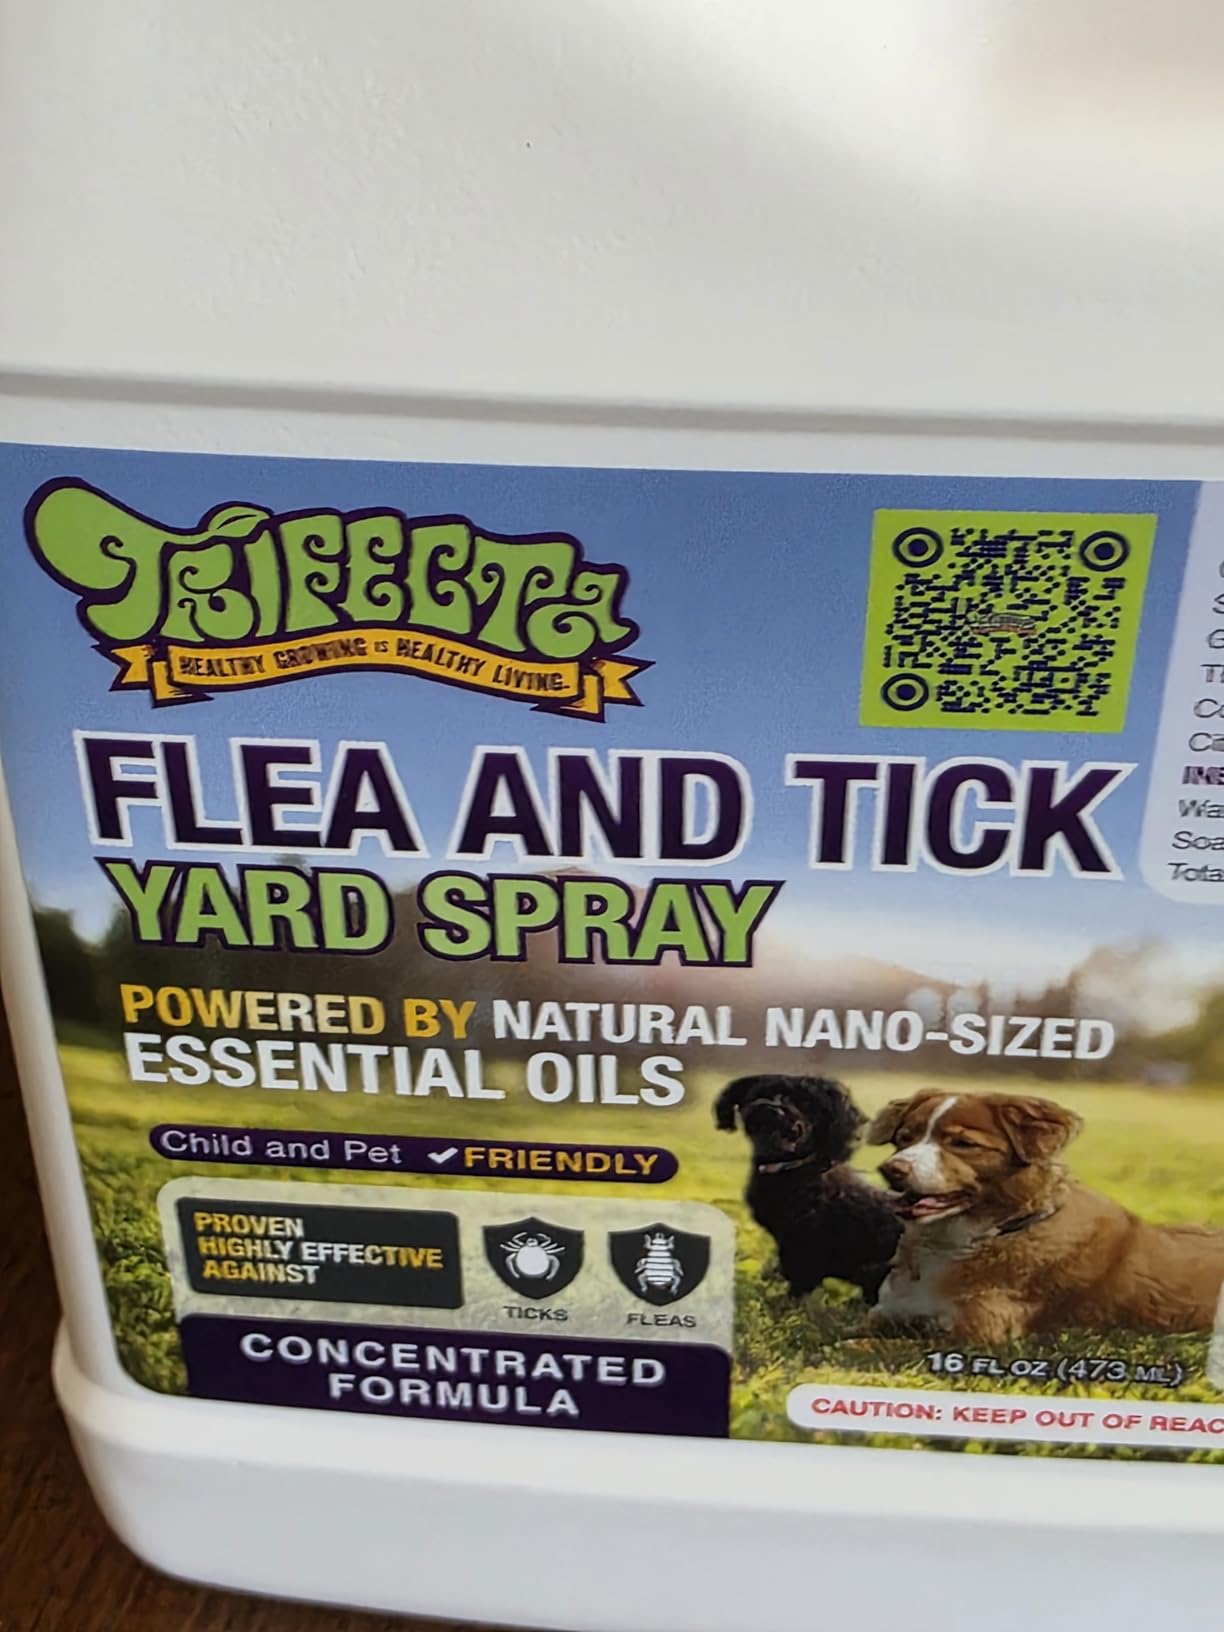 TRIFECTA
HEALTHY GROWING IS HEALTHY LIVING.
FLEA AND TICK
YARD SPRAY
POWERED BY NATURAL NANO-SIZED
ESSENTIAL OILS
Child and Pet ✓FRIENDLY
PROVEN
HIGHLY EFFECTIVE
AGAINST
TICKS
FLEAS
CONCENTRATED
FORMULA
16 FL OZ (473 ML)
CAUTION: KEEP OUT OF REAC